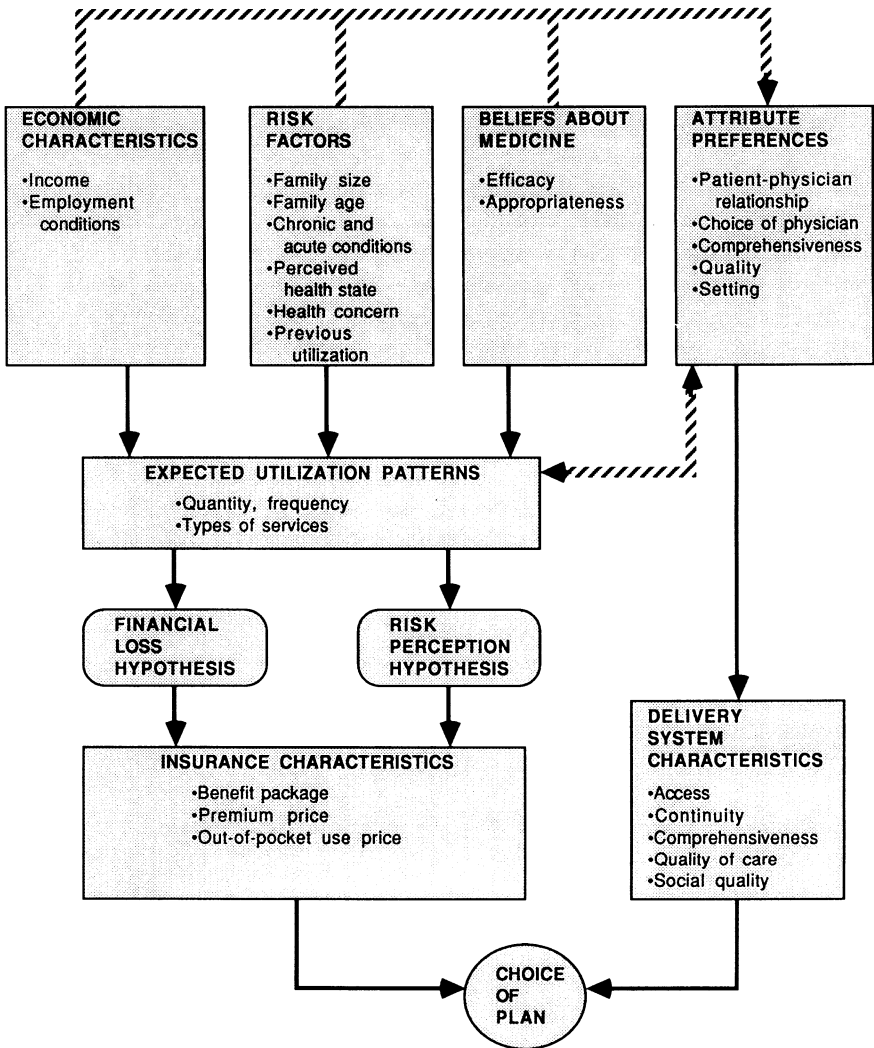 ECONOMIC
CHARACTERISTICS
•Income
•Employment
conditions
RISK
FACTORS
•Family size
•Family age
•Chronic and
acute conditions
•Perceived
health state
•Health concern
•Previous
utilization
BELIEFS ABOUT
MEDICINE
•Efficacy
•Appropriateness
ATTRIBUTE
PREFERENCES
•Patient-physician
relationship
•Choice of physician
•Comprehensiveness
•Quality
•Setting
EXPECTED UTILIZATION PATTERNS
•Quantity, frequency
•Types of services
FINANCIAL
LOSS
HYPOTHESIS
RISK
PERCEPTION
HYPOTHESIS
INSURANCE CHARACTERISTICS
•Benefit package
•Premium price
•Out-of-pocket use price
DELIVERY
SYSTEM
CHARACTERISTICS
•Access
•Continuity
•Comprehensiveness
•Quality of care
•Social quality
CHOICE
OF
PLAN